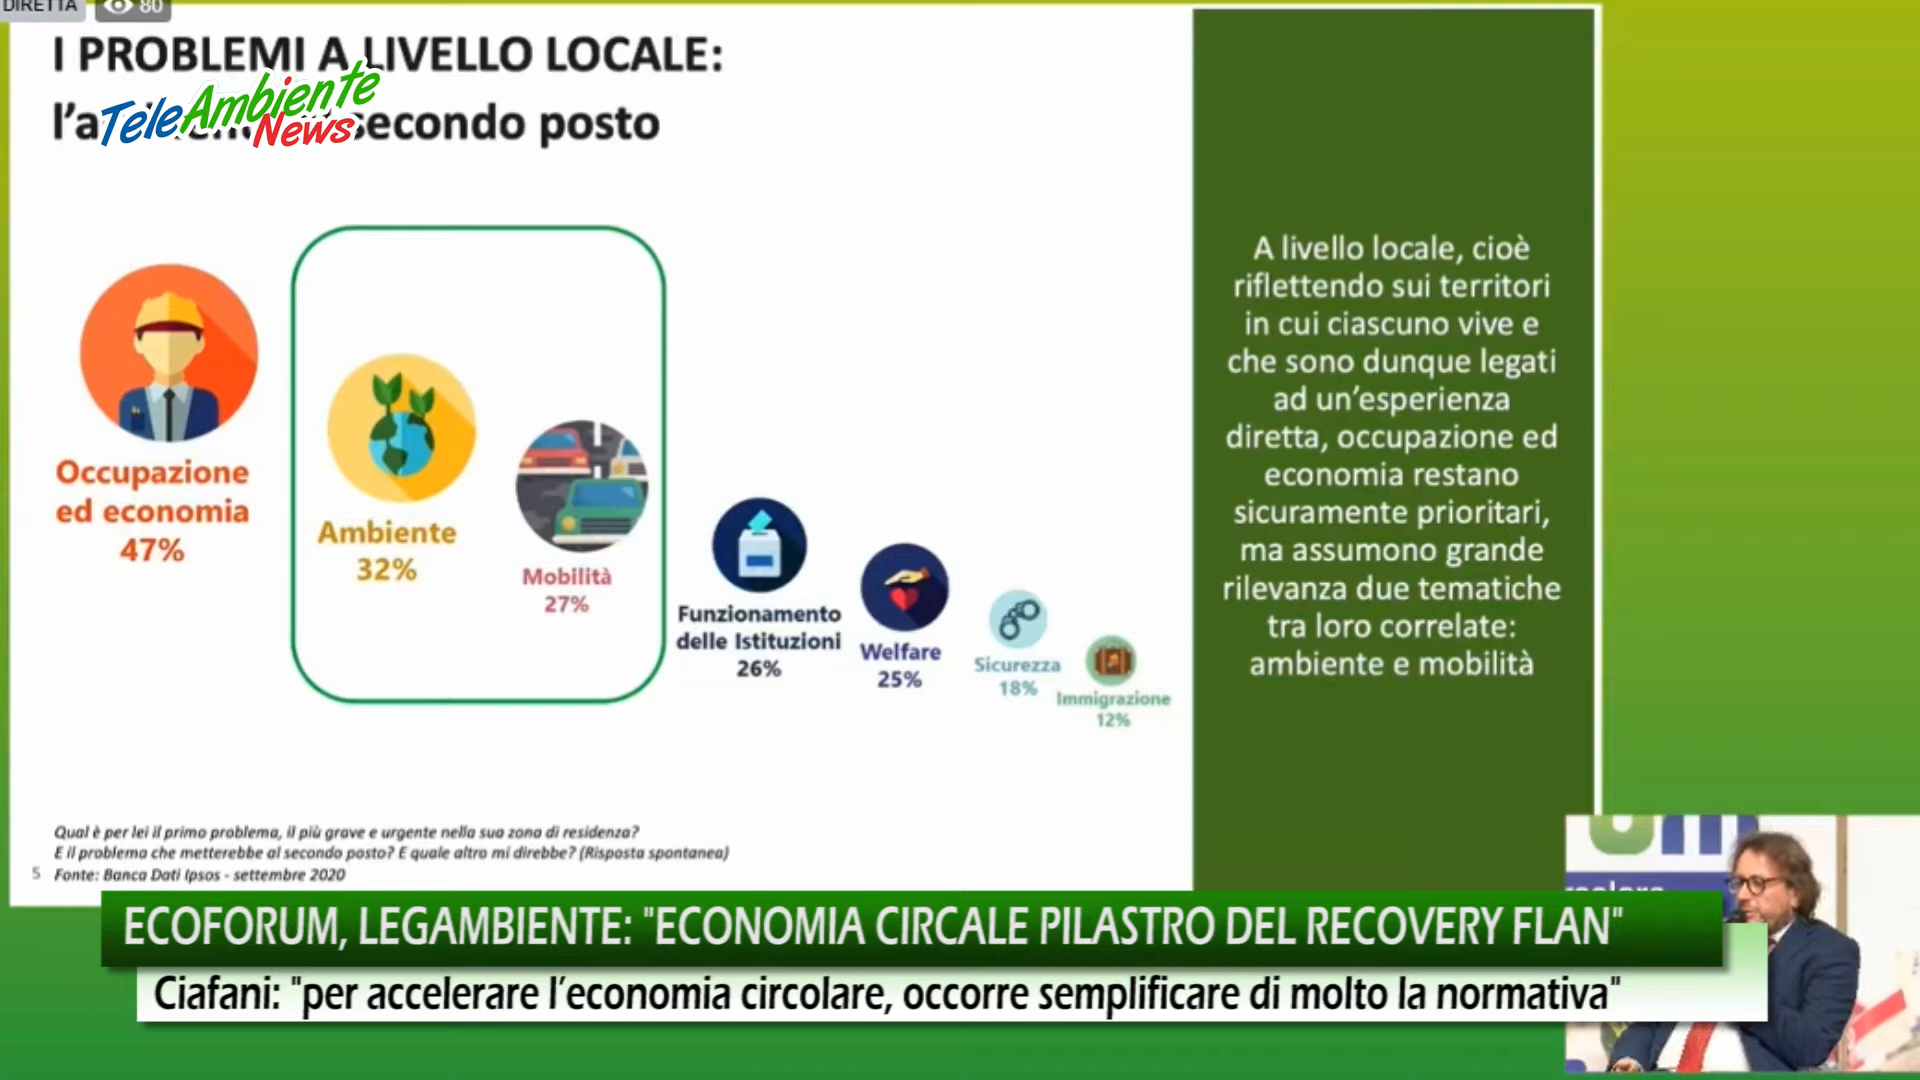 DIRETTA 80
I PROBLEMI A LIVELLO LOCALE:
secondo posto
TeleAmbiente
News
Occupazione
ed economia
47%
Ambiente
32%
Mobilità
27%
Funzionamento
delle Istituzioni
26%
Welfare
25%
Sicurezza
18%
Immigrazione
12%
A livello locale, cioè
riflettendo sui territori
in cui ciascuno vive e
che sono dunque legati
ad un'esperienza
diretta, occupazione ed
economia restano
sicuramente prioritari,
ma assumono grande
rilevanza due tematiche
tra loro correlate:
ambiente e mobilità
Qual è per lei il primo problema, il più grave e urgente nella sua zona di residenza?
E il problema che metterebbe al secondo posto? E quale altro mi direbbe? (Risposta spontanea)
5 Fonte: Banca Dati Ipsos - settembre 2020
ECOFORUM, LEGAMBIENTE: "ECONOMIA CIRCALE PILASTRO DEL RECOVERY FLAN"
Ciafani: "per accelerare l'economia circolare, occorre semplificare di molto la normativa"